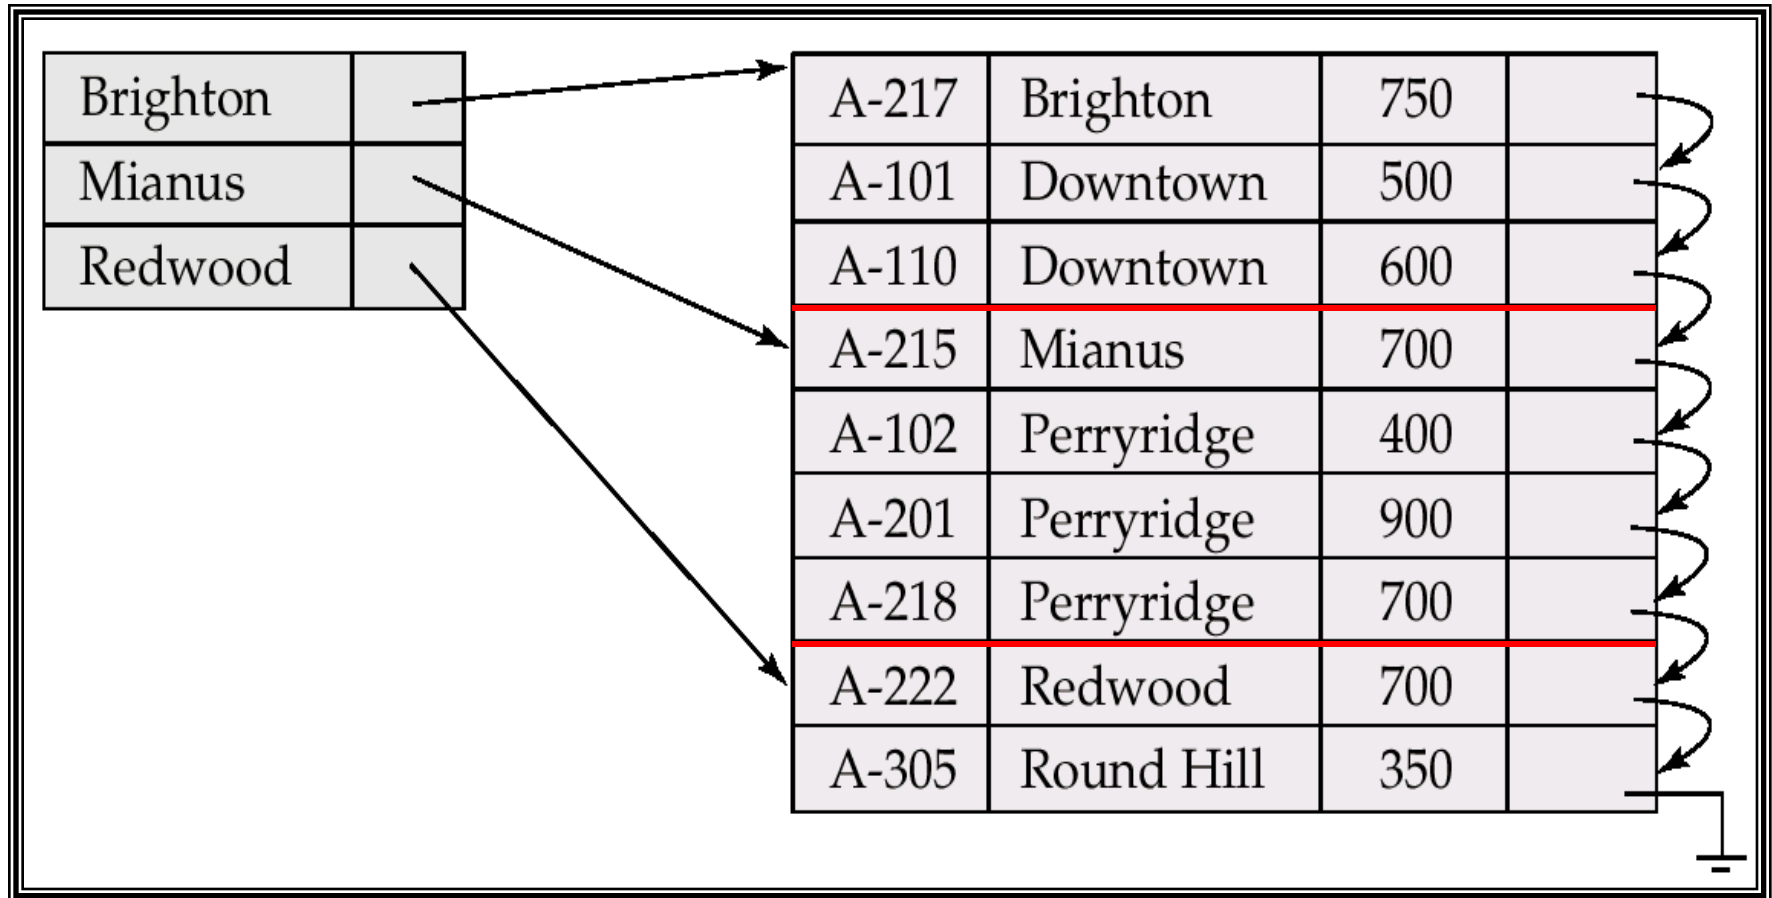 Brighton
Mianus
Redwood
A-217 Brighton 750
A-101 Downtown 500
A-110 Downtown 600
A-215 Mianus 700
A-102 Perryridge 400
A-201 Perryridge 900
A-218 Perryridge 700
A-222 Redwood 700
A-305 Round Hill 350